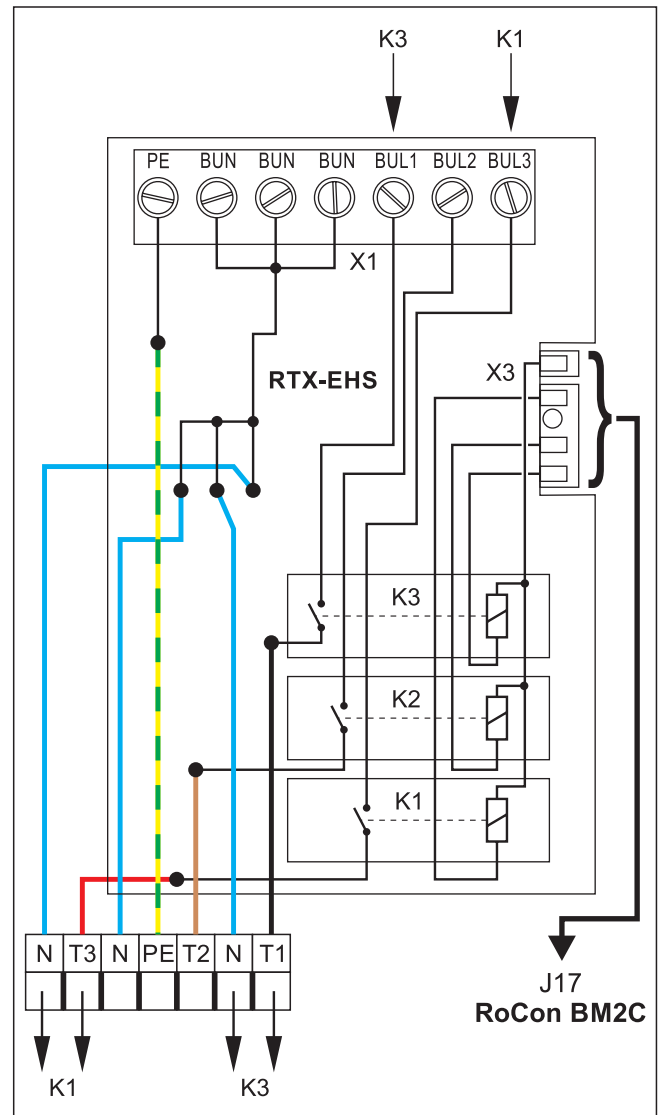 K3 K1
PE BUN BUN BUN BUL1 BUL2 BUL3
X1
RTX-EHS
X3
K3
K2
K1
N T3 N PE T2 N T1
J17
RoCon BM2C
K1 K3